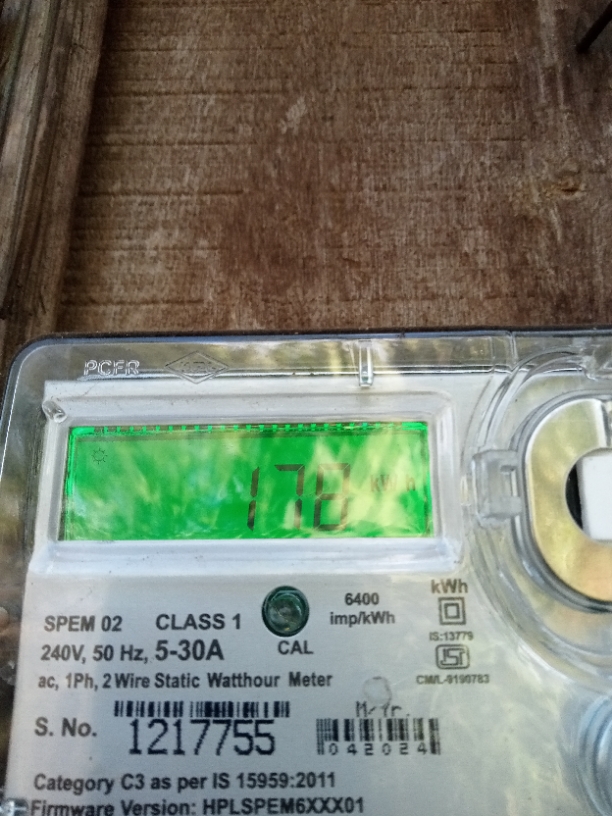 PCFR
178 kWh
SPEM 02 CLASS 1
6400
imp/kWh
kWh
IS:13779
240V, 50 Hz, 5-30A
CAL
ISI
CM/L-9190783
ac, 1Ph, 2 Wire Static Watthour Meter
M/Yr.
S. No. 1217755
042024
Category C3 as per IS 15959:2011
Firmware Version: HPLSPEM6XXX01